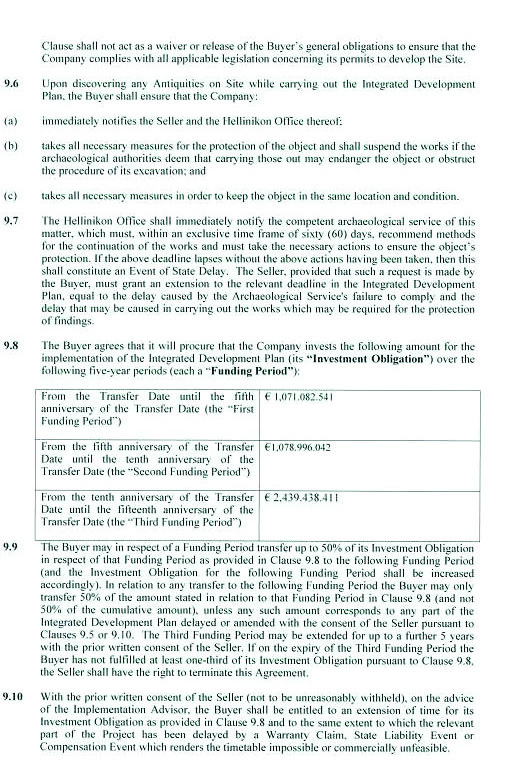 Clause shall not act as a waiver or release of the Buyer's general obligations to ensure that the
Company complies with all applicable legislation concerning its permits to develop the Site.
9.6 Upon discovering any Antiquities on Site while carrying out the Integrated Development
Plan, the Buyer shall ensure that the Company:
(a) immediately notifies the Seller and the Hellinikon Office thereof:
(b) takes all necessary measures for the protection of the object and shall suspend the works if the
archaeological authorities deem that carrying those out may endanger the object or obstruct
the procedure of its excavation; and
(c) takes all necessary measures in order to keep the object in the same location and condition.
9.7 The Hellinikon Office shall immediately notify the competent archaeological service of this
matter, which must, within an exclusive time frame of sixty (60) days, recommend methods
for the continuation of the works and must take the necessary actions to ensure the object's
protection. If the above deadline lapses without the above actions having been taken, then this
shall constitute an Event of State Delay. The Seller, provided that such a request is made by
the Buyer, must grant an extension to the relevant deadline in the Integrated Development
Plan, equal to the delay caused by the Archaeological Service's failure to comply and the
delay that may be caused in carrying out the works which may be required for the protection
of findings.
9.8 The Buyer agrees that it will procure that the Company invests the following amount for the
implementation of the Integrated Development Plan (its "Investment Obligation") over the
following five-year periods (each a "Funding Period"):
From the Transfer Date until the fifth € 1,071.082.541
anniversary of the Transfer Date (the "First
Funding Period")
From the fifth anniversary of the Transfer €1,078.996.042
Date until the tenth anniversary of the
Transfer Date (the "Second Funding Period")
From the tenth anniversary of the Transfer € 2,439.438.411
Date until the fifteenth anniversary of the
Transfer Date (the "Third Funding Period")
9.9 The Buyer may in respect of a Funding Period transfer up to 50% of its Investment Obligation
in respect of that Funding Period as provided in Clause 9.8 to the following Funding Period
(and the Investment Obligation for the following Funding Period shall be increased
accordingly). In relation to any transfer to the following Funding Period the Buyer may only
transfer 50% of the amount stated in relation to that Funding Period in Clause 9.8 (and not
50% of the cumulative amount), unless any such amount corresponds to any part of the
Integrated Development Plan delayed or amended with the consent of the Seller pursuant to
Clauses 9.5 or 9.10. The Third Funding Period may be extended for up to a further 5 years
with the prior written consent of the Seller. If on the expiry of the Third Funding Period the
Buyer has not fulfilled at least one-third of its Investment Obligation pursuant to Clause 9.8,
the Seller shall have the right to terminate this Agreement.
9.10 With the prior written consent of the Seller (not to be unreasonably withheld), on the advice
of the Implementation Advisor, the Buyer shall be entitled to an extension of time for its
Investment Obligation as provided in Clause 9.8 and to the same extent to which the relevant
part of the Project has been delayed by a Warranty Claim, State Liability Event or
Compensation Event which renders the timetable impossible or commercially unfeasible.